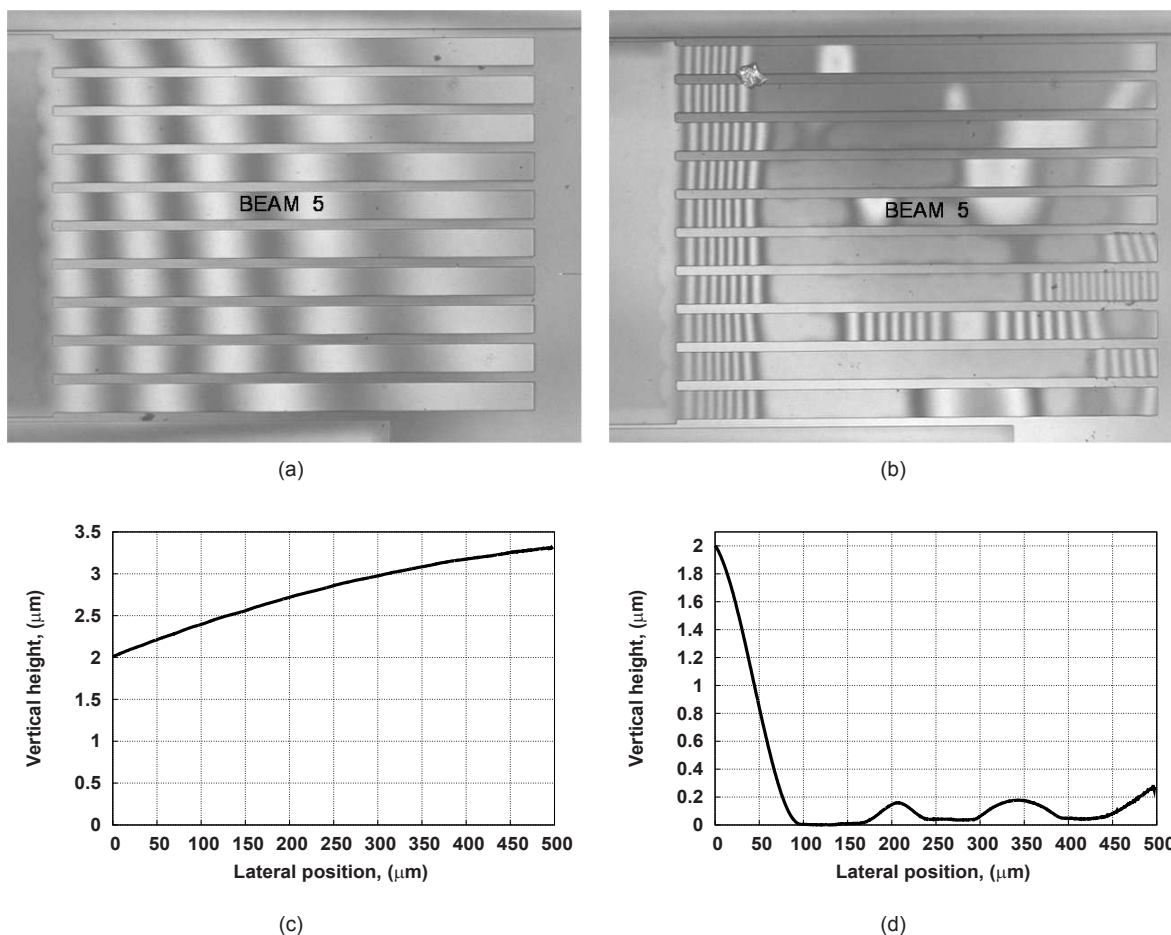 BEAM 5
BEAM 5
(a)
(b)
3.5
3
2.5
2
1.5
1
0.5
0
Vertical height, (μm)
0 50 100 150 200 250 300 350 400 450 500
Lateral position, (μm)
(c)
2
1.8
1.6
1.4
1.2
1
0.8
0.6
0.4
0.2
0
Vertical height, (μm)
0 50 100 150 200 250 300 350 400 450 500
Lateral position, (μm)
(d)